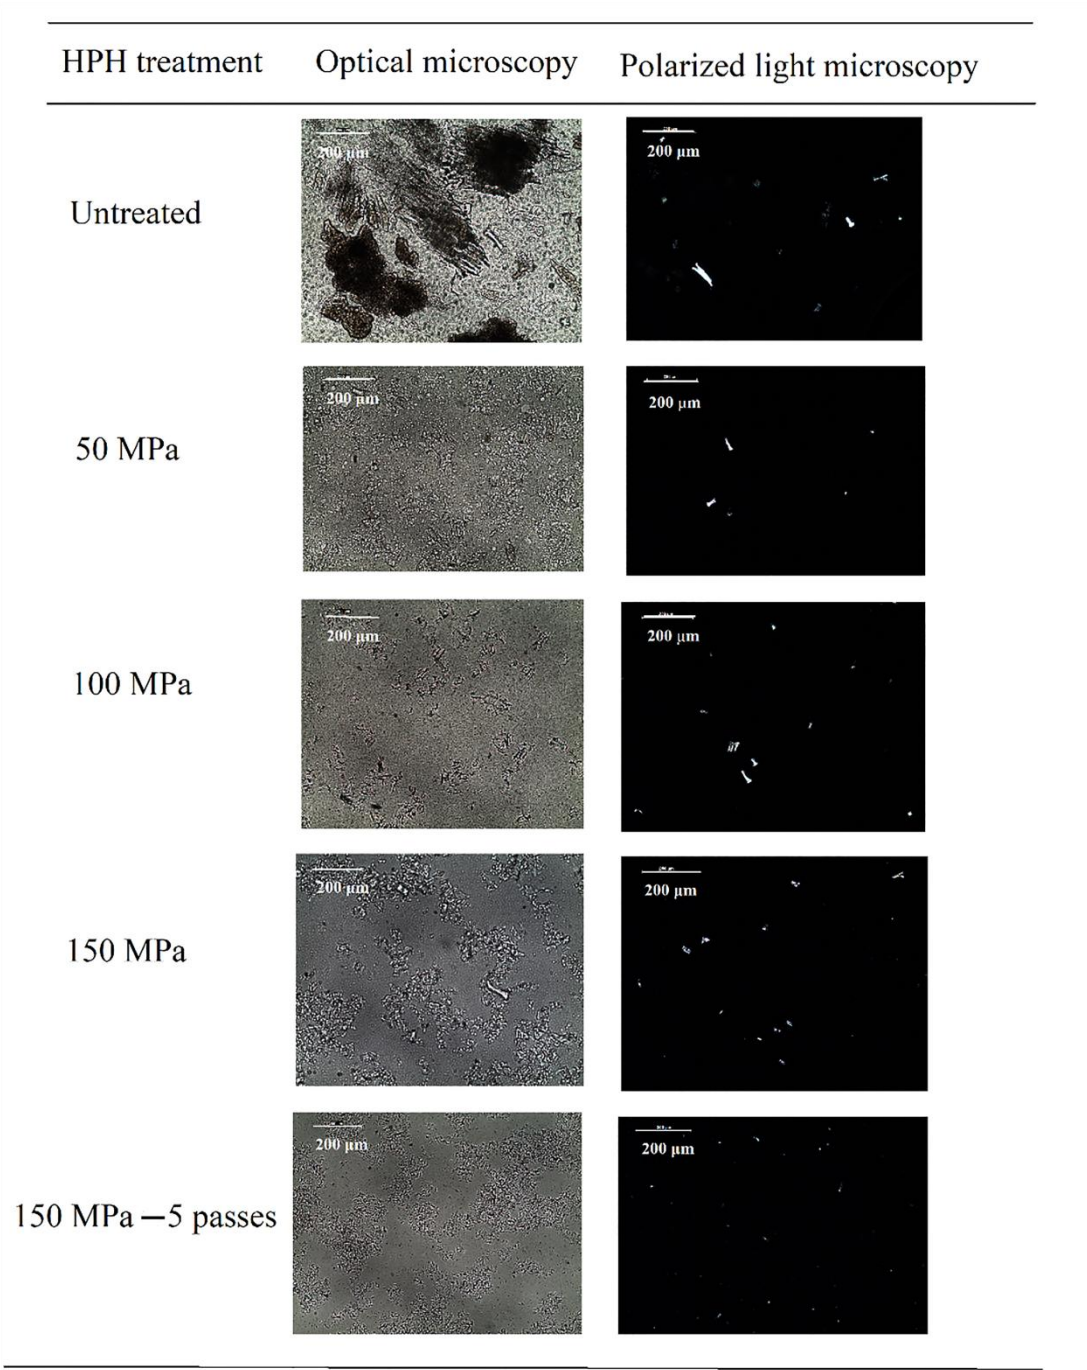 HPH treatment Optical microscopy Polarized light microscopy
Untreated 200 μm 200 μm
50 MPa 200 μm 200 μm
100 MPa 200 μm 200 μm
150 MPa 200 μm 200 μm
150 MPa —5 passes 200 μm 200 μm